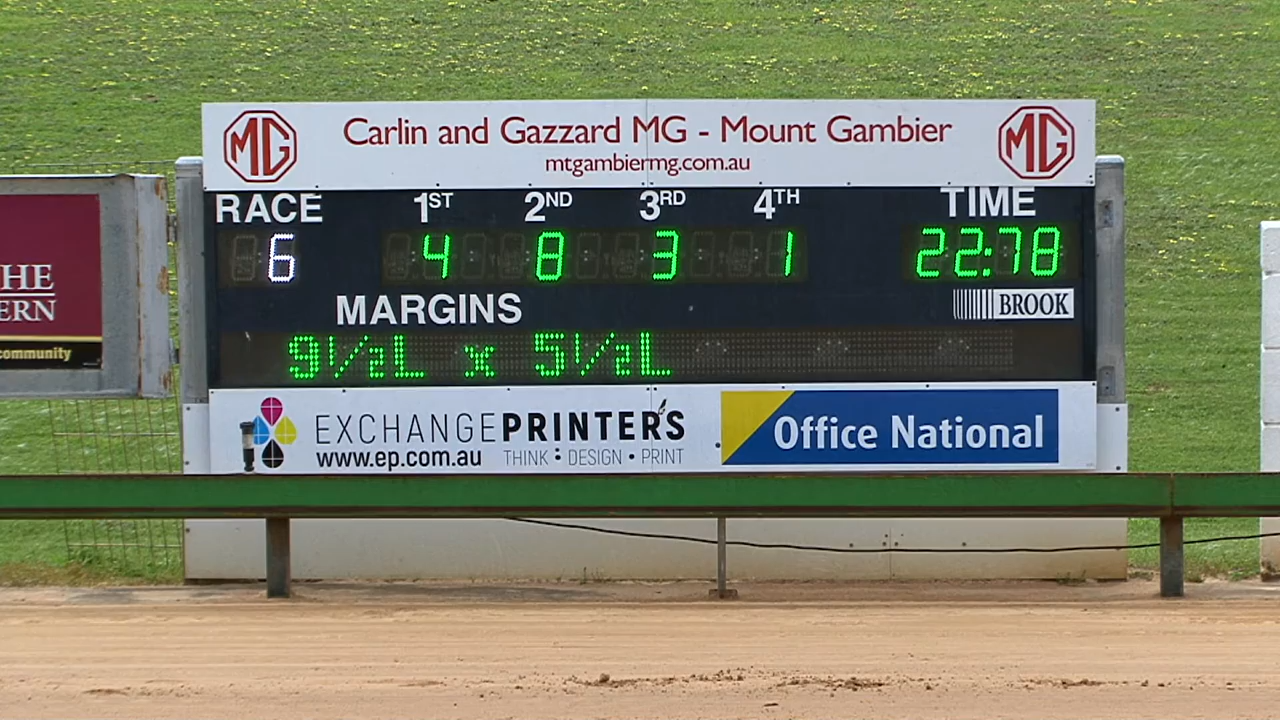 MG Carlin and Gazzard MG - Mount Gambier MG
mtgambiermg.com.au
RACE 1ST 2ND 3RD 4TH TIME
6 4 8 3 1 22:78
MARGINS
BROOK
9½L x 5½L
HE
ERN
community
EXCHANGEPRINTERS
www.ep.com.au THINK • DESIGN • PRINT
Office National